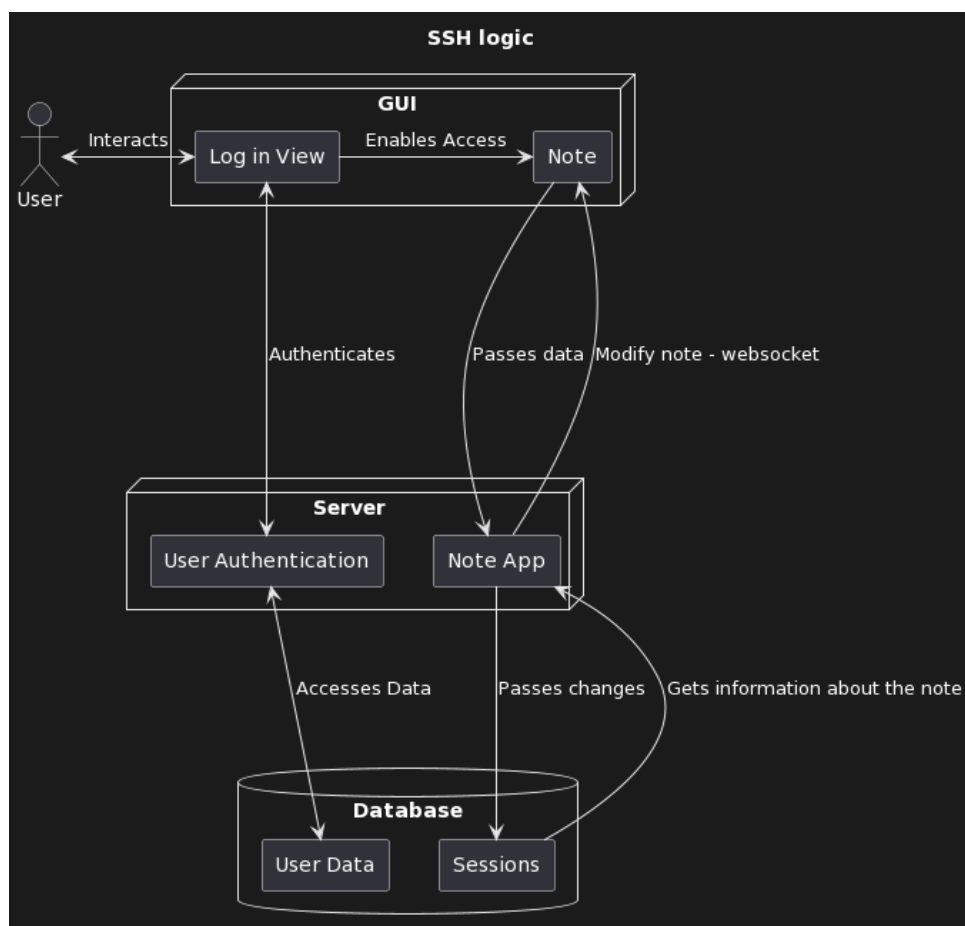 SSH logic
GUI
Interacts
Log in View
Enables Access
Note
User
Authenticates
Passes data
Modify note - websocket
Server
User Authentication
Note App
Accesses Data
Passes changes
Gets information about the note
Database
User Data
Sessions